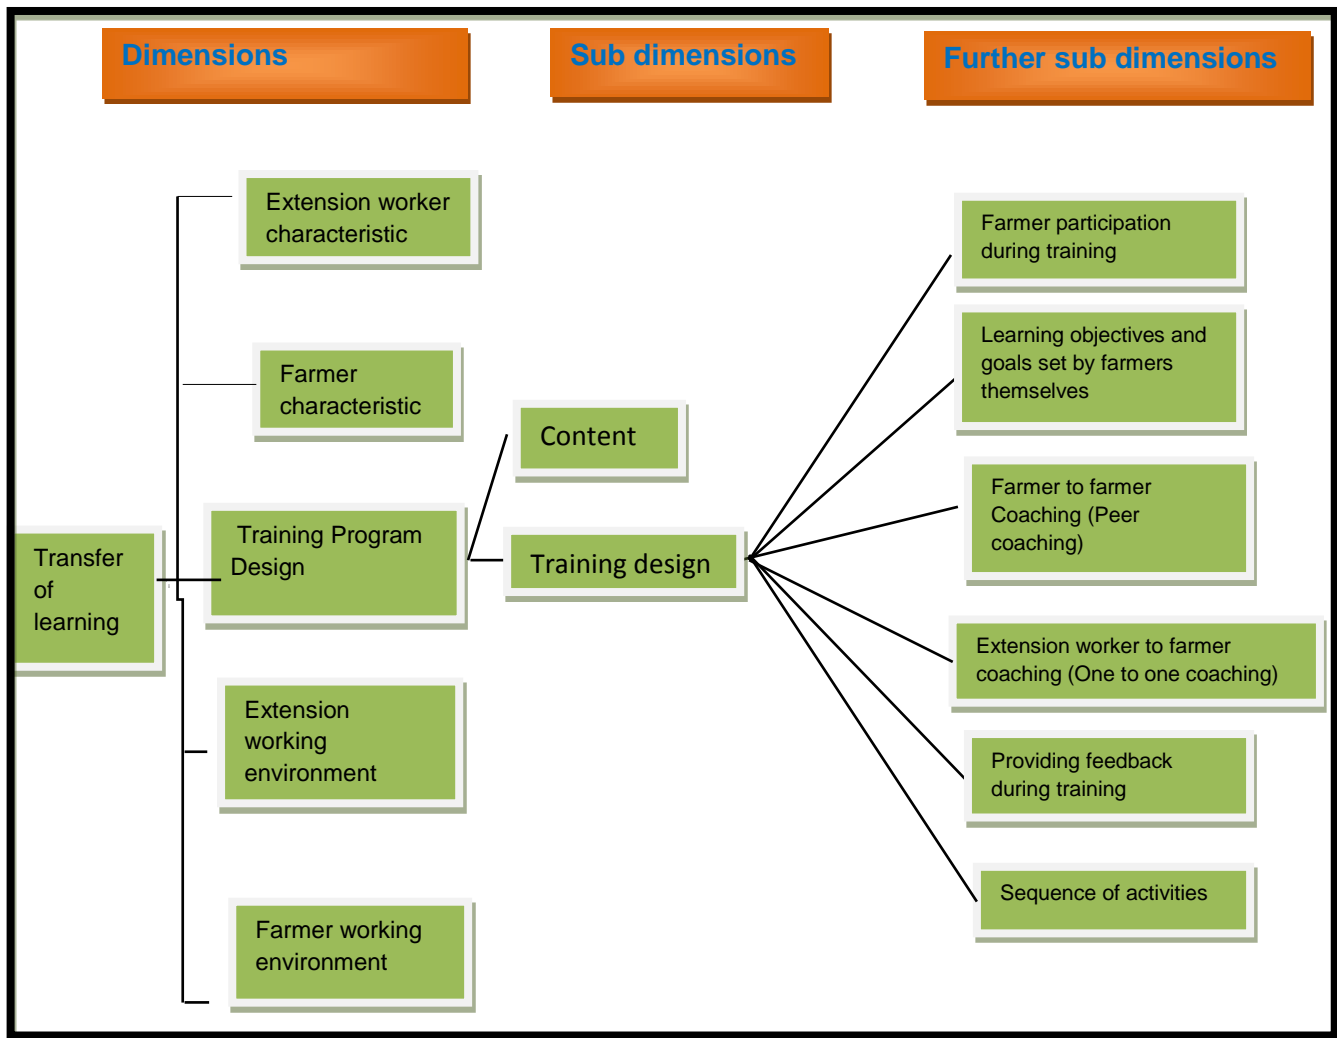 Dimensions
Sub dimensions
Further sub dimensions
Transfer
of
learning
Extension worker
characteristic
Farmer
characteristic
Training Program
Design
Extension
working
environment
Farmer working
environment
Content
Training design
Farmer participation
during training
Learning objectives and
goals set by farmers
themselves
Farmer to farmer
Coaching (Peer
coaching)
Extension worker to farmer
coaching (One to one coaching)
Providing feedback
during training
Sequence of activities